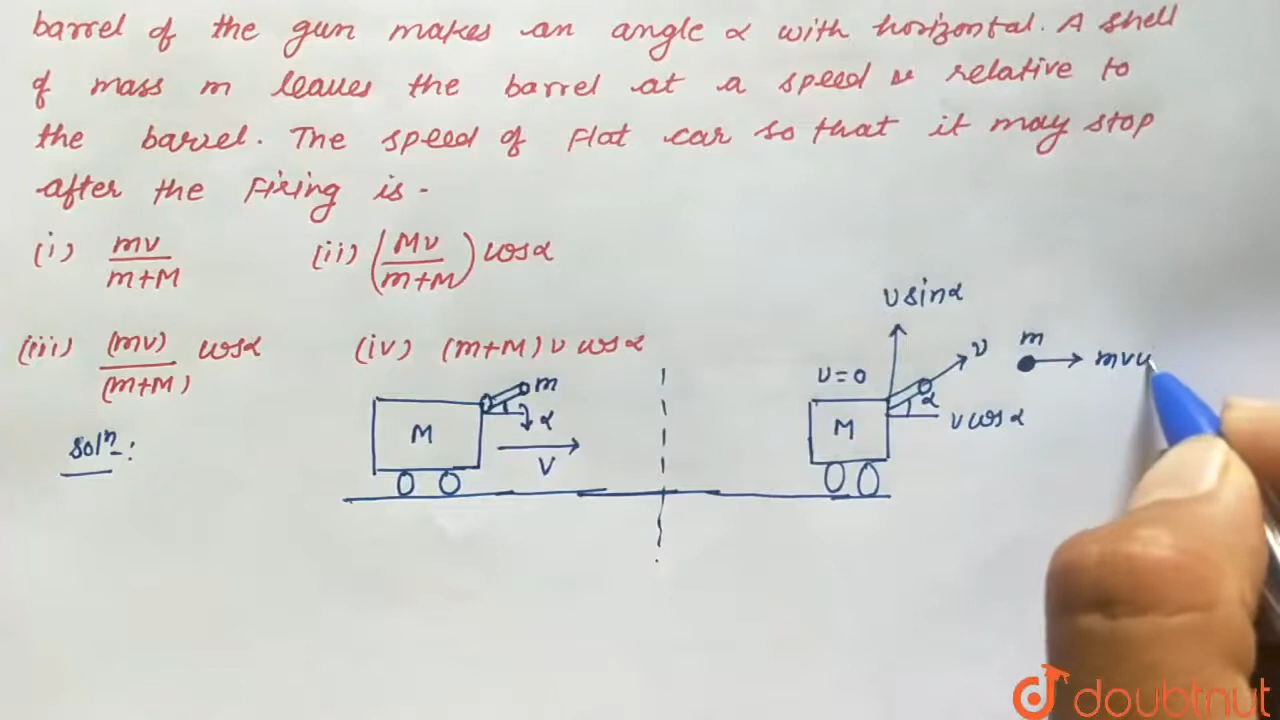 barrel of the gun makes an angle α with horizontal. A shell
of mass m leaves the barrel at a speed v relative to
the barrel. The speed of flat car so that it may stop
after the firing is -
(i) mv/m+M (ii) (Mv/m+M) cosα
(iii) (mv)/(m+M) cosα (iv) (m+M) v cosα
Solⁿ:
M
m
α
V
v=0
M
v sinα
v
α
v cosα
m
mvc
doubtnut